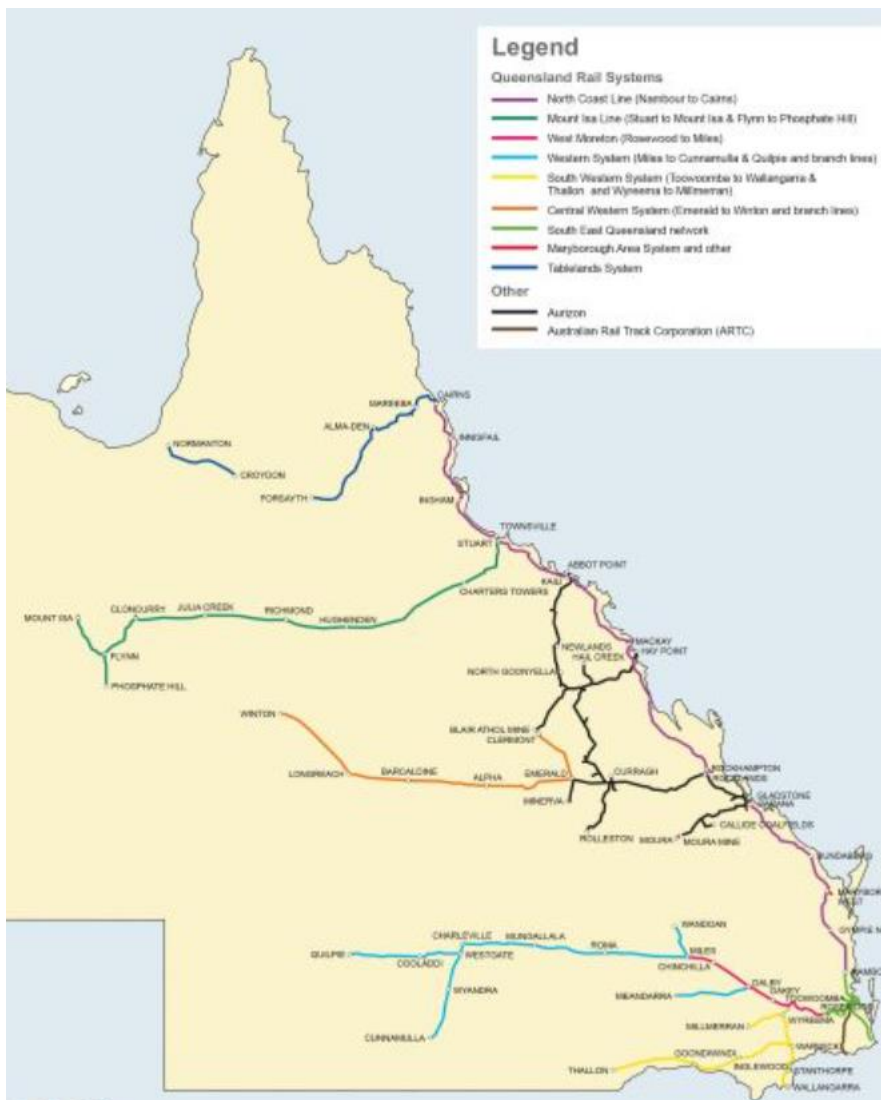 Legend
Queensland Rail Systems
North Coast Line (Nambour to Cairns)
Mount Isa Line (Stuart to Mount Isa & Flynn to Phosphate Hill)
West Moreton (Rosewood to Miles)
Western System (Miles to Cunnamulla & Quilpie and branch lines)
South Western System (Toowoomba to Wallangarra &
Thallon and Wyreema to Millmerran)
Central Western System (Emerald to Winton and branch lines)
South East Queensland network
Maryborough Area System and other
Tablelands System
Other
Aurizon
Australian Rail Track Corporation (ARTC)
CAIRNS
MAREEBA
ALMA-DEN
INNISFAIL
NORMANTON
CROYDON
FORSAYTH
INGHAM
TOWNSVILLE
STUART
ABBOT POINT
KAILI
CHARTERS TOWERS
MOUNT ISA
CLONCURRY
JULIA CREEK
RICHMOND
HUGHENDEN
FLYNN
PHOSPHATE HILL
MACKAY
HAY POINT
NEWLANDS
HAIL CREEK
NORTH GOONYELLA
WINTON
BLAIR ATHOL MINE
CLERMONT
LONGREACH
BARCALDINE
ALPHA
EMERALD
CURRAGH
ROCKHAMPTON
ROCKLANDS
MINERVA
GLADSTONE
PARANA
CALLIDE COALFIELDS
ROLLESTON
MOURA
MOURA MINE
BUNDABERG
MARYBOR
WEST
GYMPIE N
WANDOAN
CHARLEVILLE
MUNGALLALA
ROMA
MILES
QUILPIE
COOLADDI
WESTGATE
CHINCHILLA
WYANDRA
MEANDARRA
DALBY
OAKEY
TOOWOOMBA
CUNNAMULLA
MILLMERRAN
WYREEMA
WARWICK
GOONDIWINDI
INGLEWOOD
THALLON
STANTHORPE
WALLANGARRA